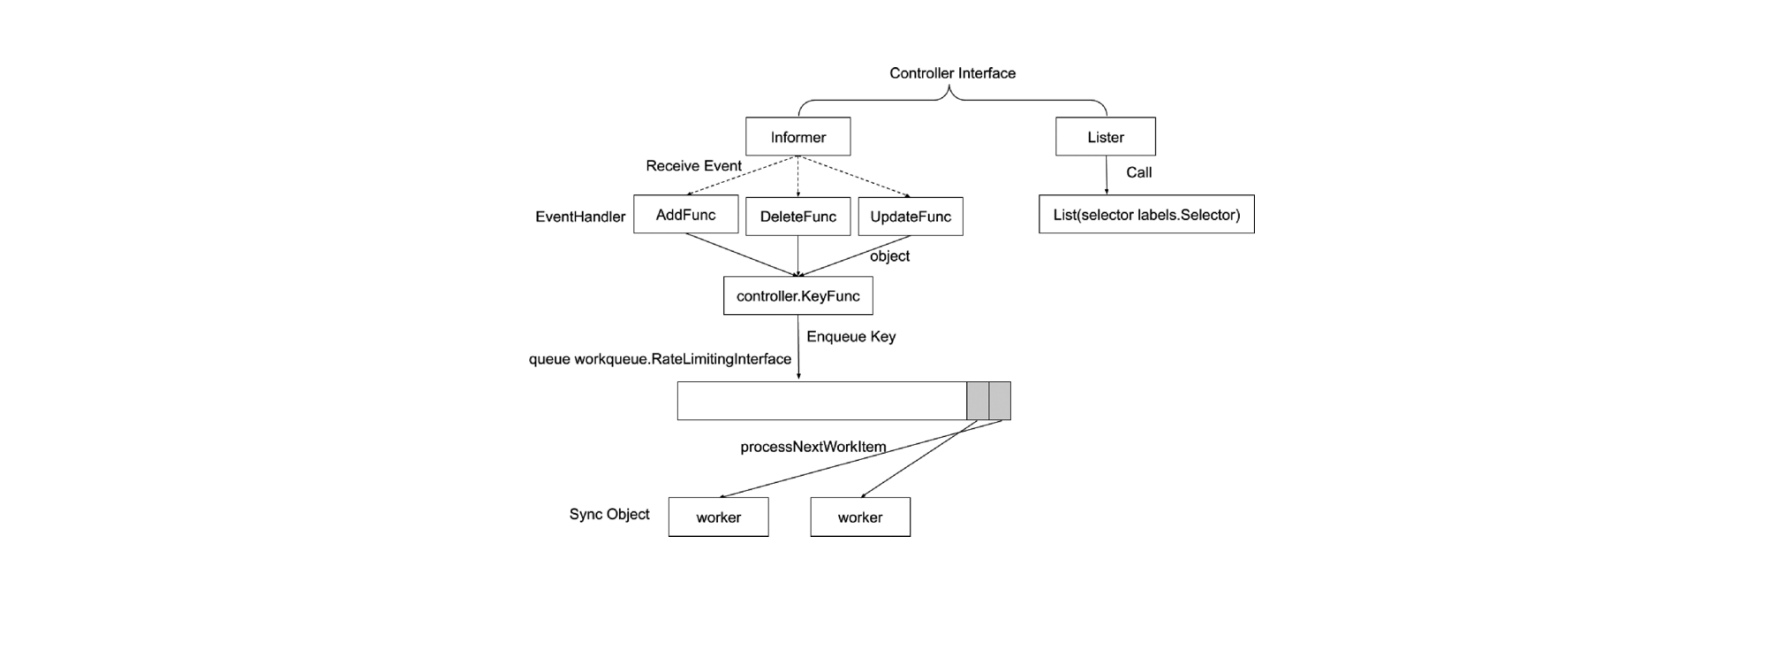 Controller Interface
Informer
Lister
Receive Event
Call
EventHandler
AddFunc
DeleteFunc
UpdateFunc
List(selector labels.Selector)
object
controller.KeyFunc
Enqueue Key
queue workqueue.RateLimitingInterface
processNextWorkItem
Sync Object
worker
worker